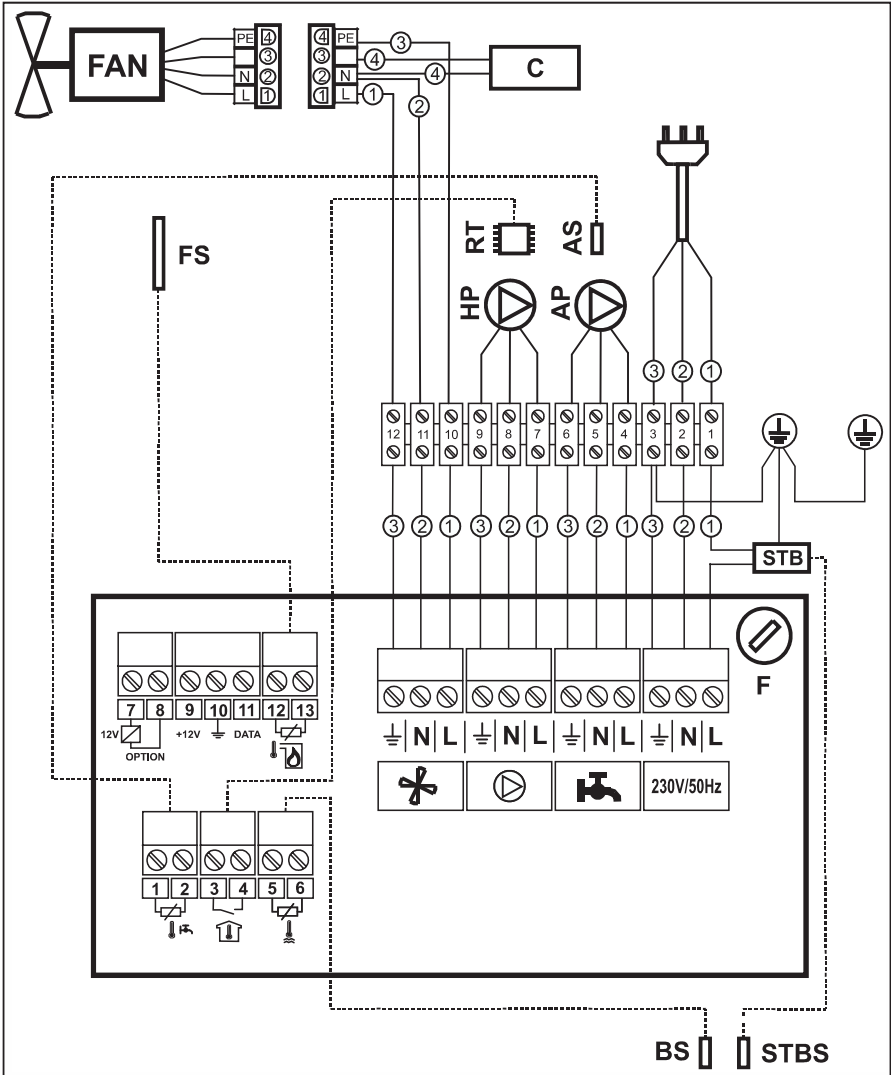 FAN
PE 4
3
N 2
L 1
4 PE 3
3 4
2 N 4
1 L 1
2
C
FS
RT
AS
HP
AP
3 2 1
12 11 10 9 8 7 6 5 4 3 2 1
3 2 1 3 2 1 3 2 1 3 2 1
STB
F
7 8 9 10 11 12 13
12V
OPTION
+12V
DATA
N L N L N L N L
230V/50Hz
1 2 3 4 5 6
BS
STBS